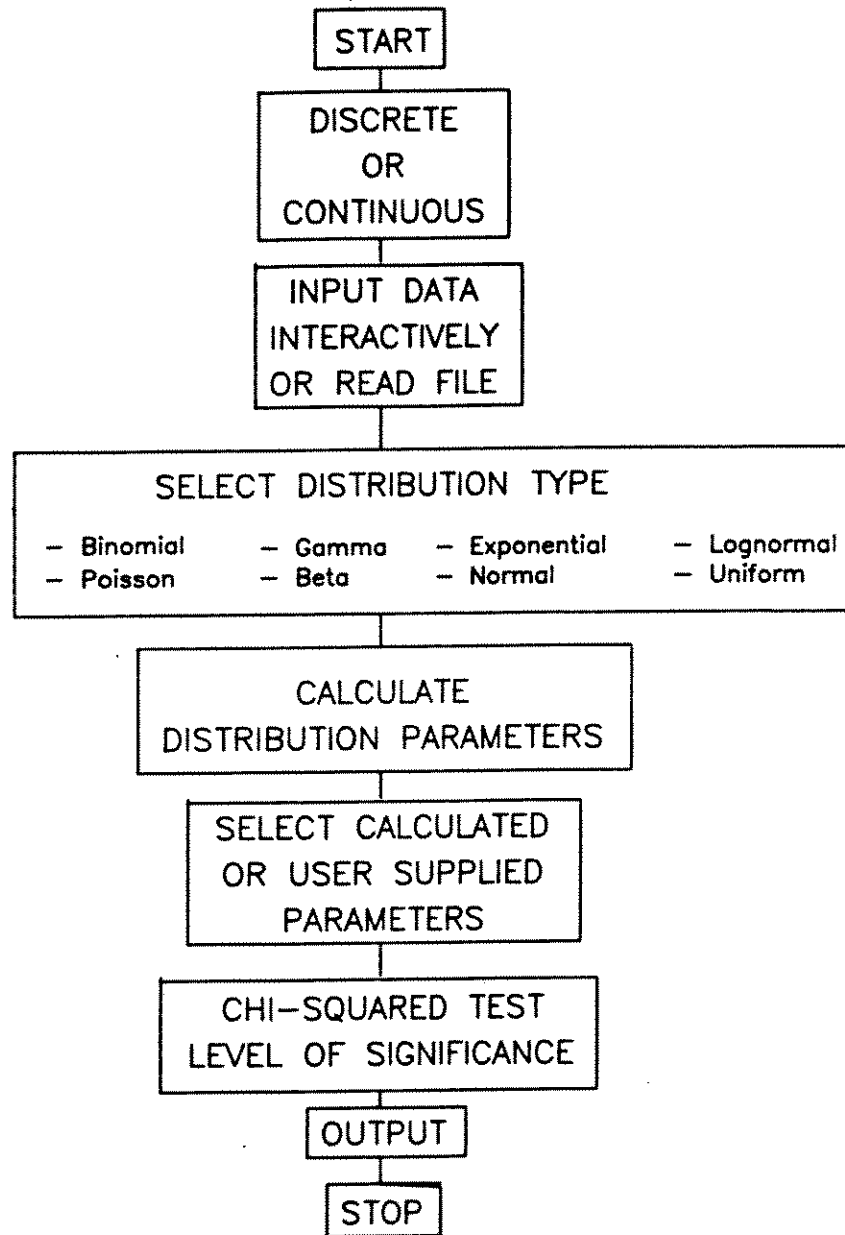 START
DISCRETE
OR
CONTINUOUS
INPUT DATA
INTERACTIVELY
OR READ FILE
SELECT DISTRIBUTION TYPE
– Binomial – Gamma – Exponential – Lognormal
– Poisson – Beta – Normal – Uniform
CALCULATE
DISTRIBUTION PARAMETERS
SELECT CALCULATED
OR USER SUPPLIED
PARAMETERS
CHI–SQUARED TEST
LEVEL OF SIGNIFICANCE
OUTPUT
STOP